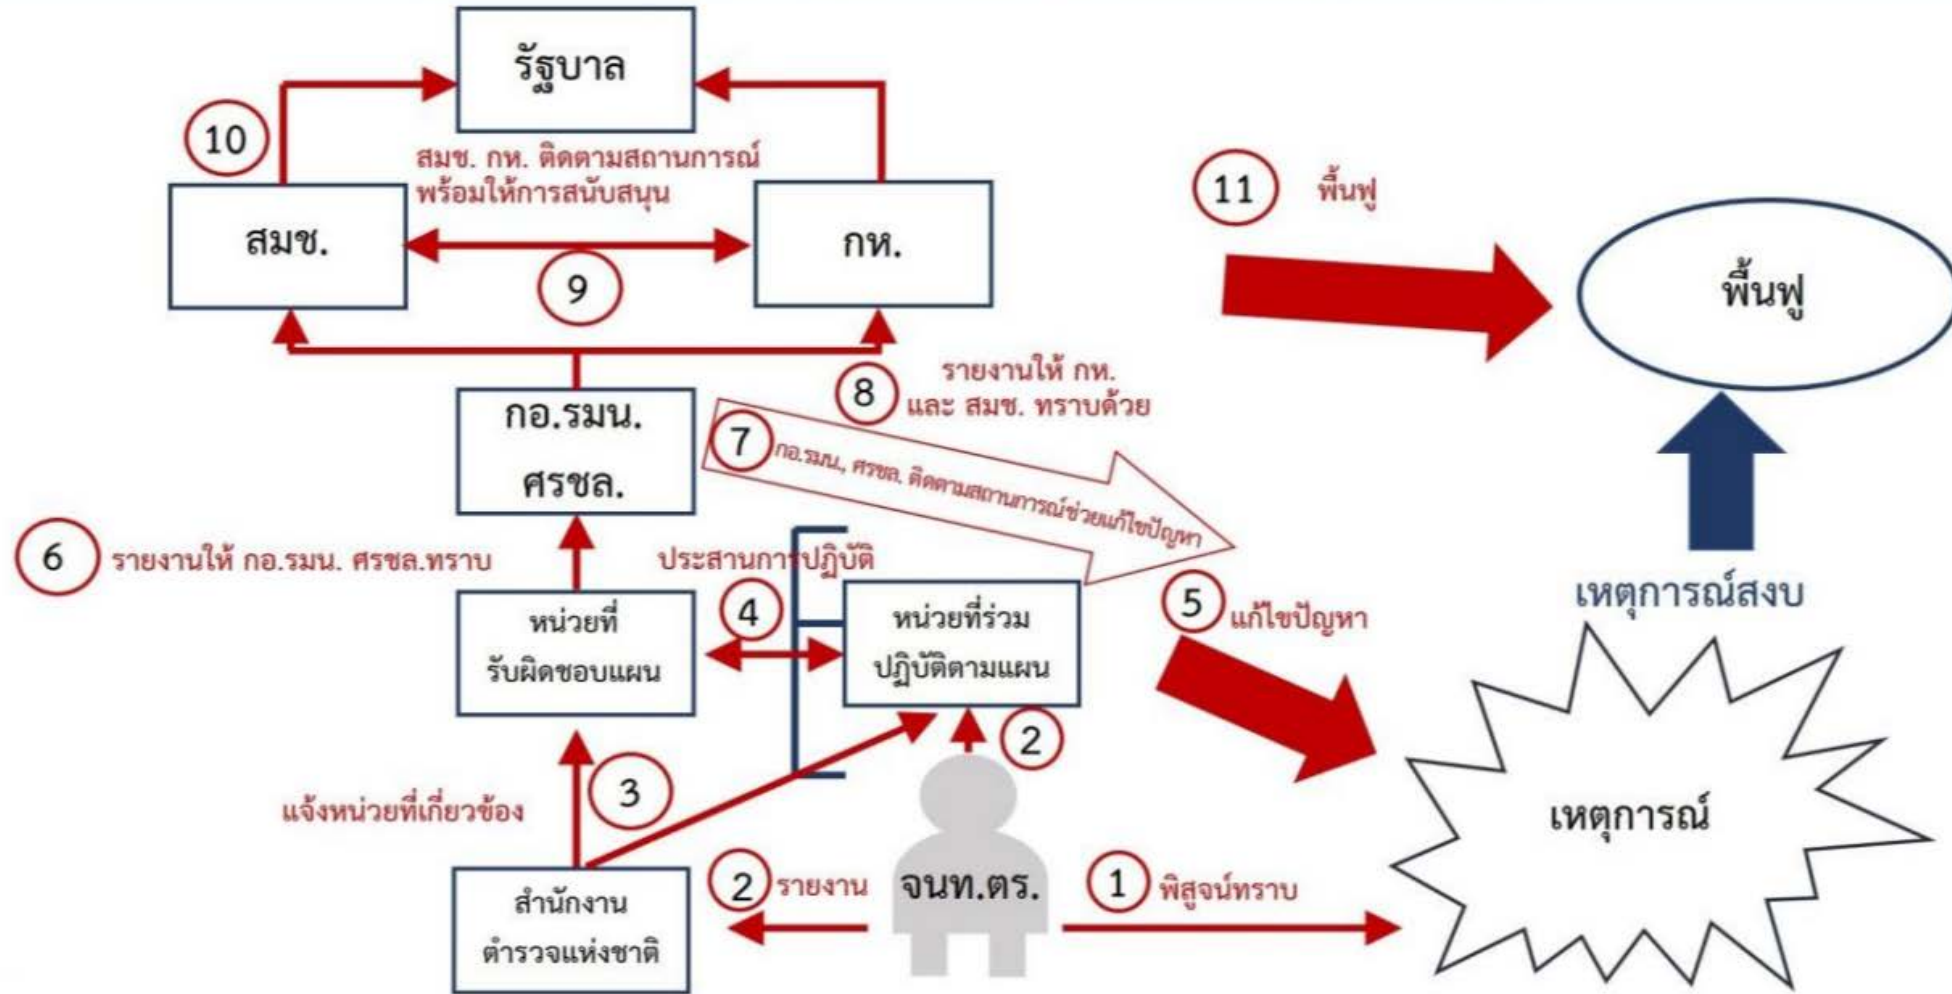 รัฐบาล
10
สมช. กห. ติดตามสถานการณ์
พร้อมให้การสนับสนุน
11
พื้นฟู
สมช.
กห.
9
พื้นฟู
8
รายงานให้ กห.
และ สมช. ทราบด้วย
กอ.รมน.
ศรชล.
7
กอ.รมน., ศรชล. ติดตามสถานการณ์ช่วยแก้ไขปัญหา
6
รายงานให้ กอ.รมน. ศรชล.ทราบ
ประสานการปฏิบัติ
4
หน่วยที่
รับผิดชอบแผน
หน่วยที่ร่วม
ปฏิบัติตามแผน
5
แก้ไขปัญหา
เหตุการณ์สงบ
2
3
แจ้งหน่วยที่เกี่ยวข้อง
เหตุการณ์
สำนักงาน
ตำรวจแห่งชาติ
2
รายงาน
จนท.ตร.
1
พิสูจน์ทราบ